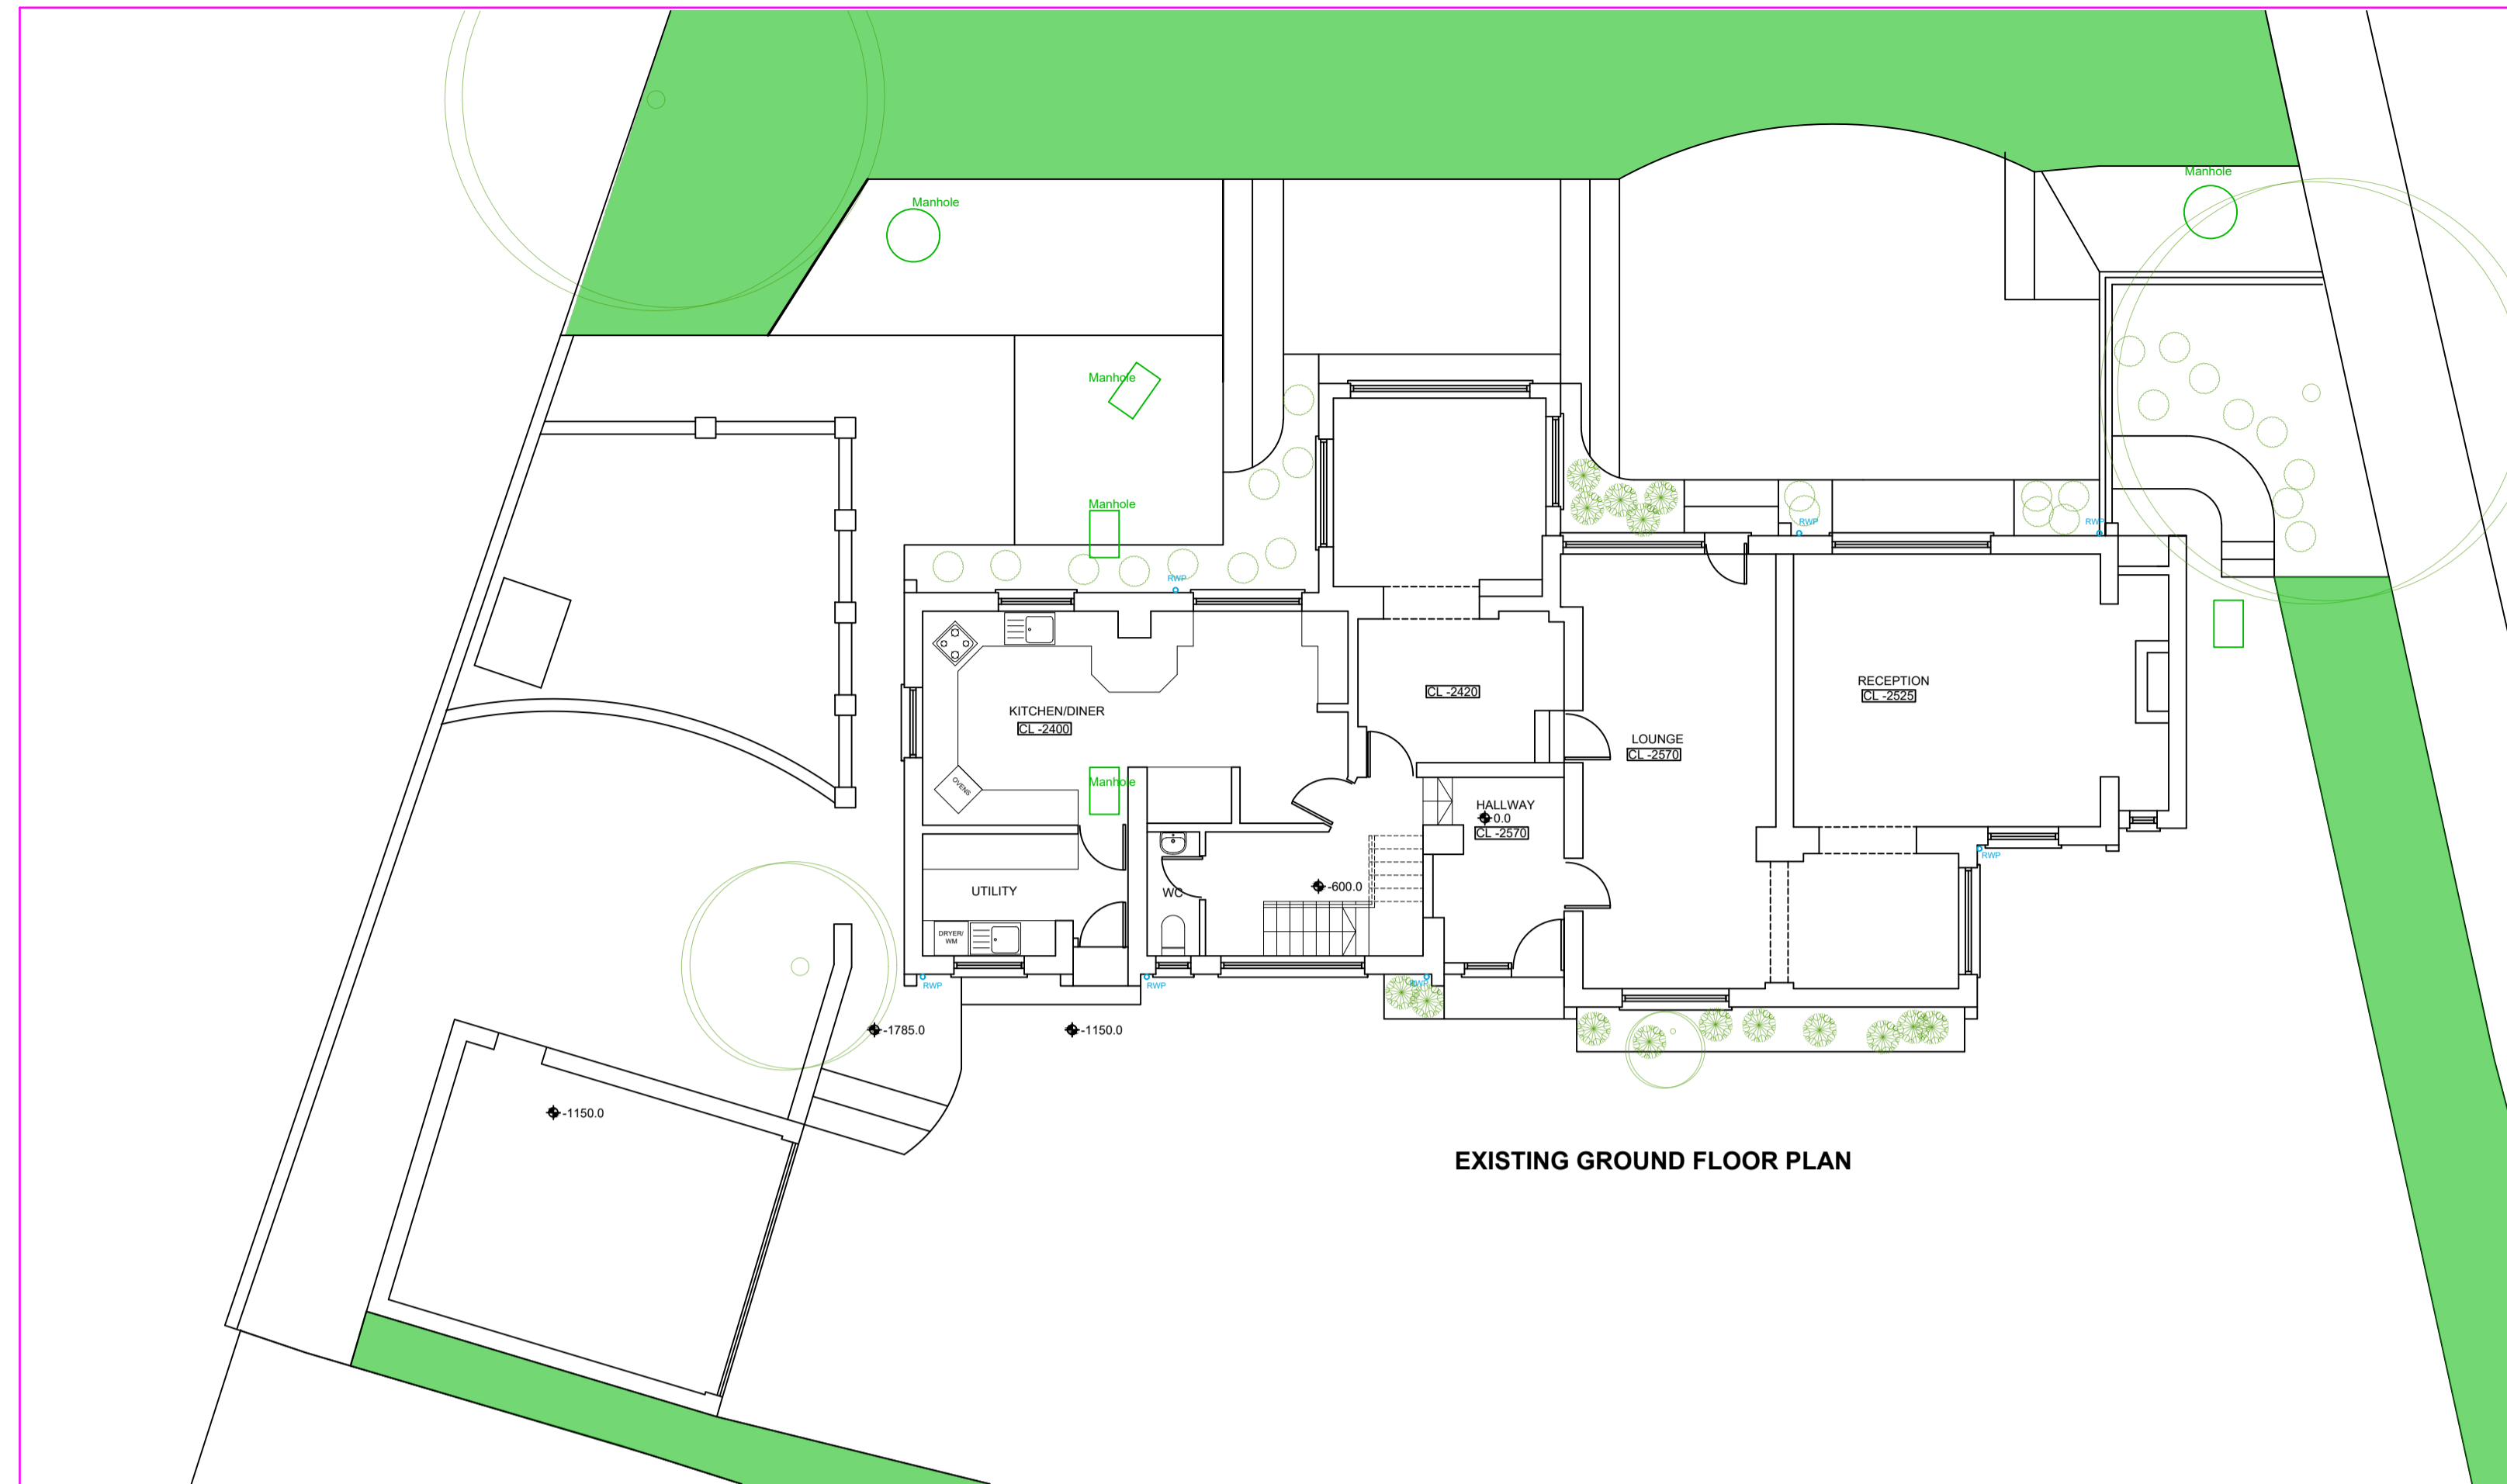 Manhole
Manhole
Manhole
Manhole
RWP
RWP
RWP
CL -2420
RECEPTION
CL -2525
KITCHEN/DINER
CL -2400
LOUNGE
CL -2570
OVENS
Manhole
HALLWAY
0.0
CL -2570
RWP
UTILITY
WC
-600.0
DRYER/
WM
RWP
RWP
RWP
-1785.0
-1150.0
-1150.0
EXISTING GROUND FLOOR PLAN